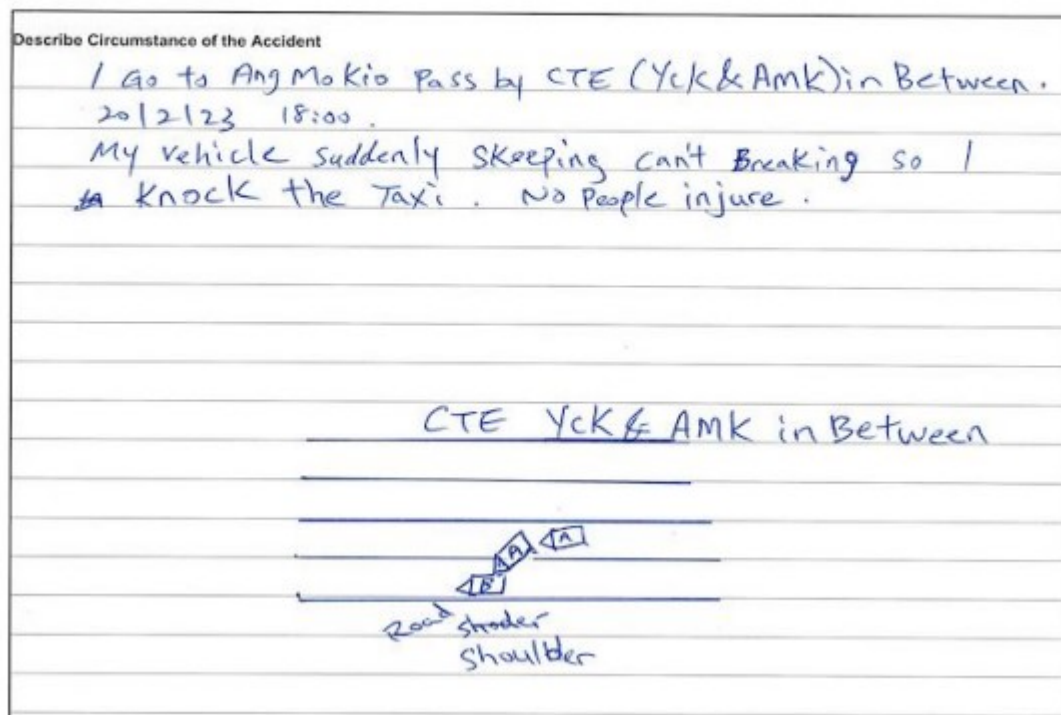 Describe Circumstance of the Accident
I Go to Ang Mo Kio Pass by CTE (Yck & Amk) in Between.
20/2/23 18:00.
My vehicle suddenly skeeping can't Breaking so I
knock the Taxi. No People injure.
CTE YCK & AMK in Between
A A
B
Road shoder
shoulder